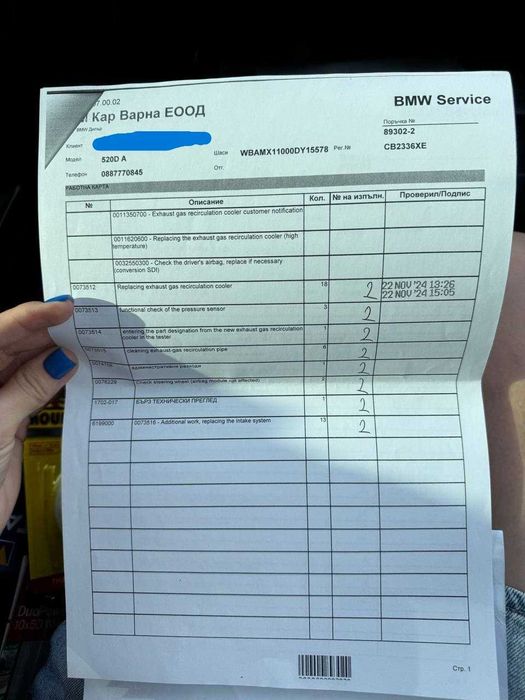 7.00.02
Кар Варна ЕООД
BMW Service
BMW Дилър
Поръчка №
89302-2
Клиент
Шаси WBAMX11000DY15578 Рег.№ CB2336XE
Модел 520D A
Отг.
Телефон 0887770845
РАБОТНА КАРТА
№ Описание Кол. № на изпълн. Проверил/Подпис
0011350700 - Exhaust gas recirculation cooler customer notification
0011620600 - Replacing the exhaust gas recirculation cooler (high
temperature)
0032550300 - Check the driver's airbag, replace if necessary
(conversion SDI)
0073512 Replacing exhaust gas recirculation cooler 18 2 22 NOV '24 13:26
22 NOV '24 15:05
0073513 functional check of the pressure sensor 3 2
0073514 entering the part designation from the new exhaust gas recirculation
cooler in the tester 1 2
0073515 cleaning exhaust-gas recirculation pipe 6 2
административни разходи 1 2
0076229 Check steering wheel (airbag module not affected) 2 2
1702-017 БЪРЗ ТЕХНИЧЕСКИ ПРЕГЛЕД 1 2
6199000 0073516 - Additional work, replacing the intake system 13 2
Стр. 1